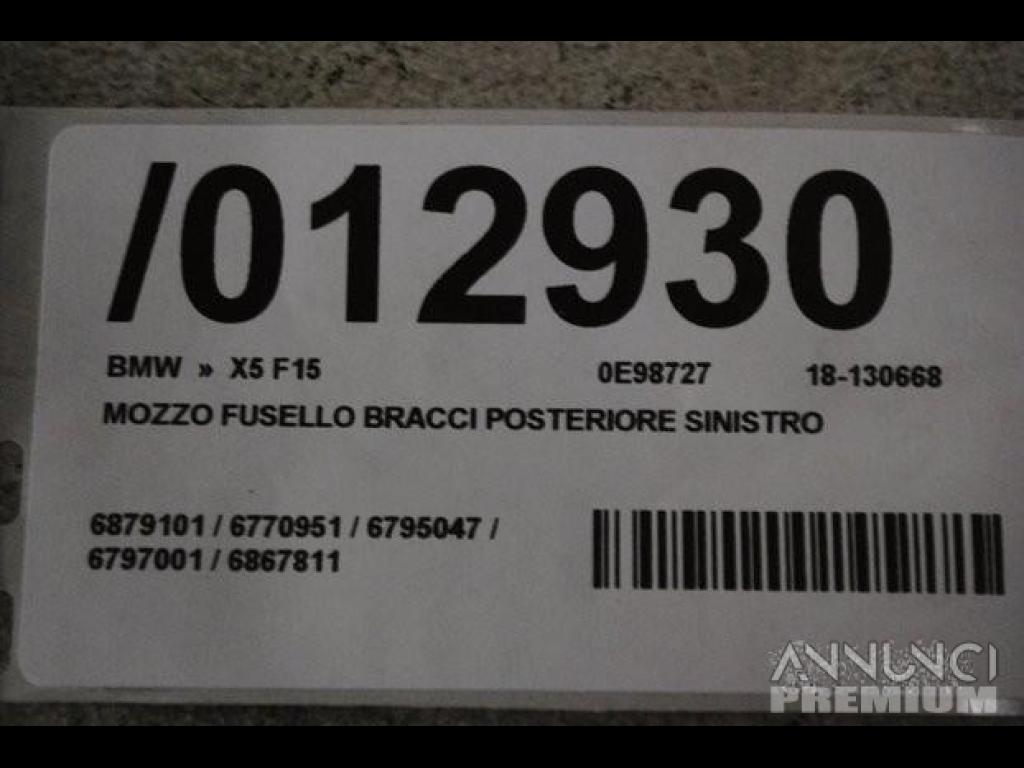 /012930
BMW » X5 F15 0E98727 18-130668
MOZZO FUSELLO BRACCI POSTERIORE SINISTRO
6879101 / 6770951 / 6795047 /
6797001 / 6867811
ANNUNCI
PREMIUM